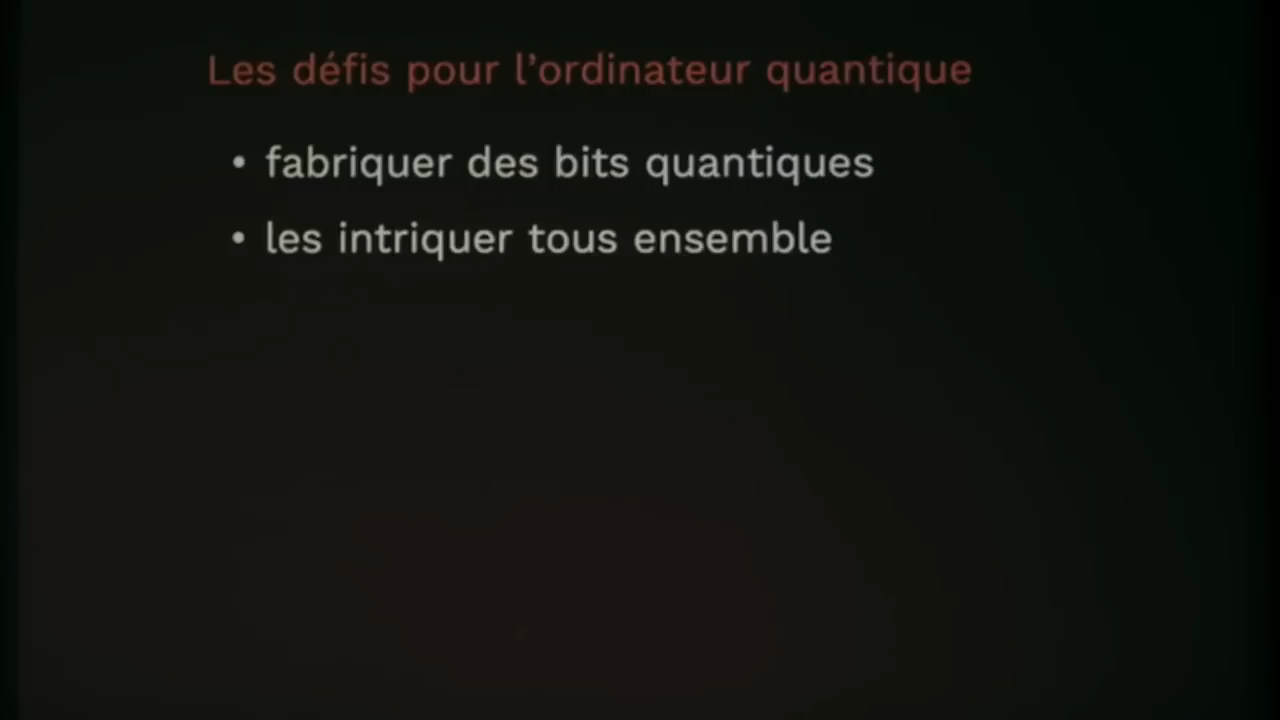 Les défis pour l’ordinateur quantique
• fabriquer des bits quantiques
• les intriquer tous ensemble